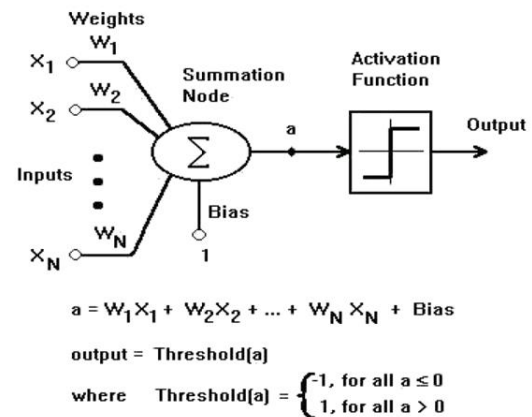 Weights
W1
X1
W2
X2
Summation
Node
Activation
Function
a
Output
Σ
Inputs
Bias
WN
XN
1
a = W1X1 + W2X2 + ... + WN XN + Bias
output = Threshold(a)
where Threshold(a) = {-1, for all a ≤ 0
1, for all a > 0